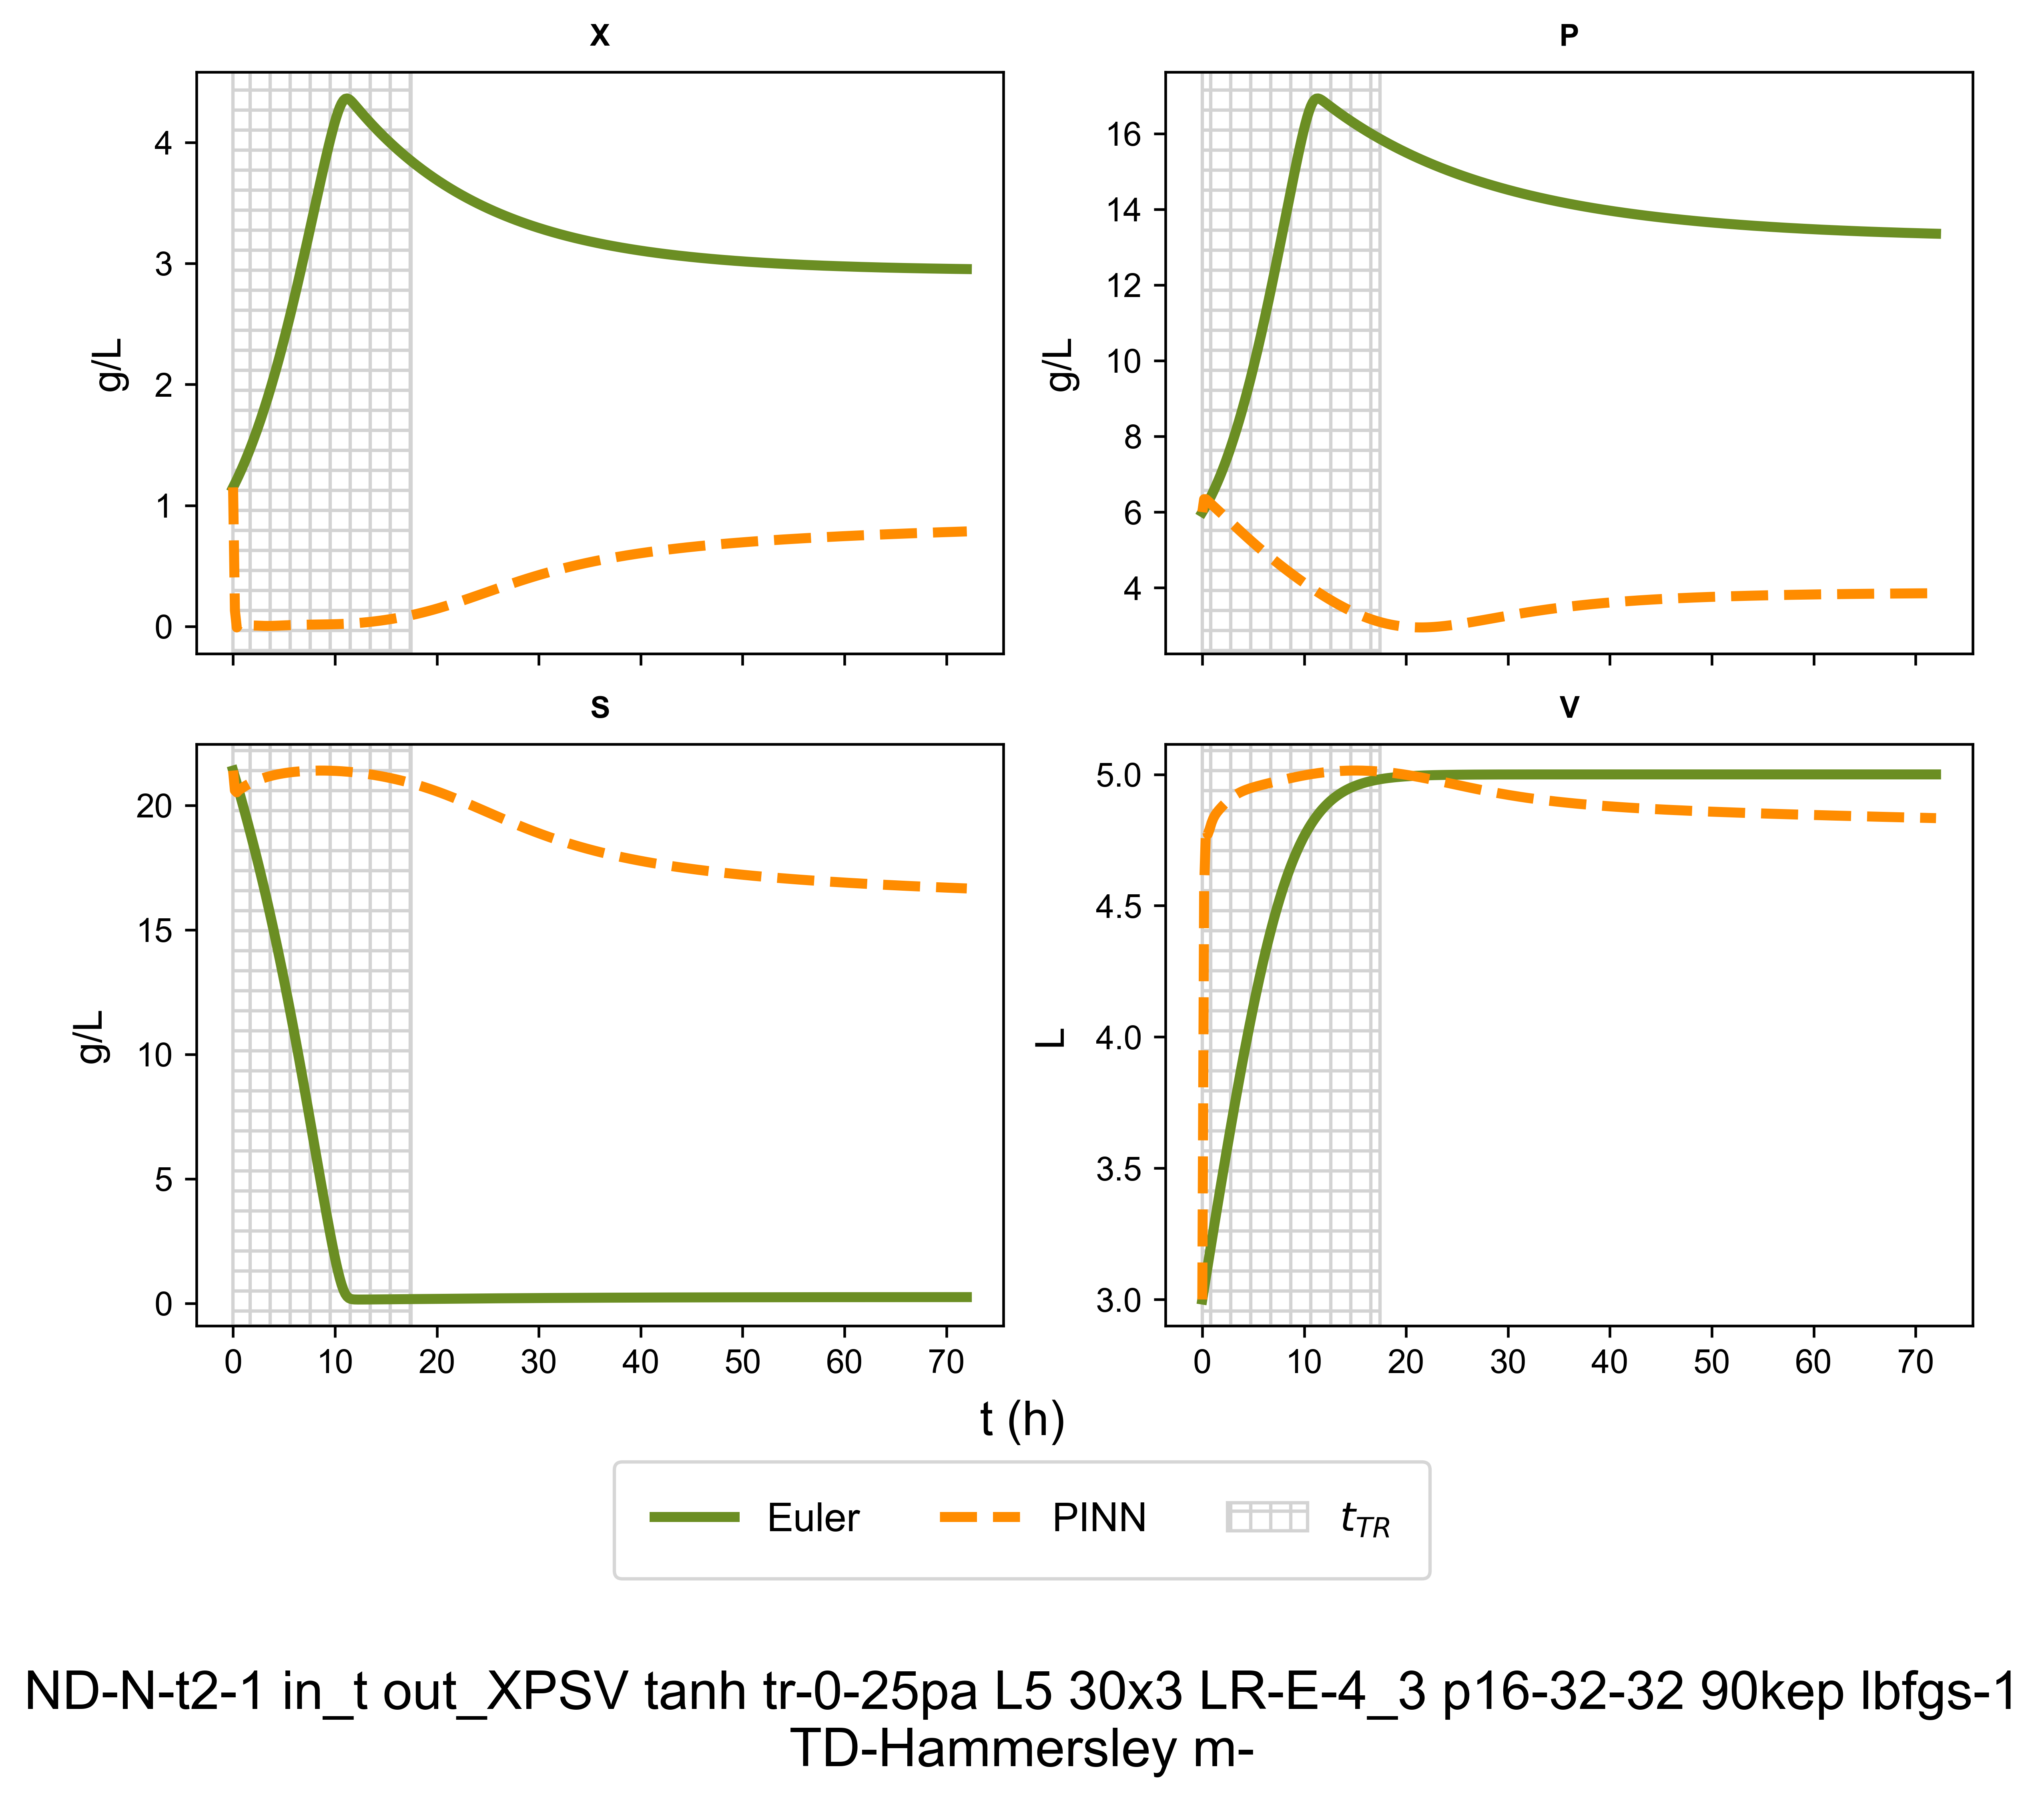 X
P
4
3
2
1
0
g/L
16
14
12
10
8
6
4
g/L
S
V
20
15
10
5
0
g/L
5.0
4.5
4.0
3.5
3.0
L
0 10 20 30 40 50 60 70
0 10 20 30 40 50 60 70
t (h)
Euler PINN t_TR
ND-N-t2-1 in_t out_XPSV tanh tr-0-25pa L5 30x3 LR-E-4_3 p16-32-32 90kep lbfgs-1
TD-Hammersley m-